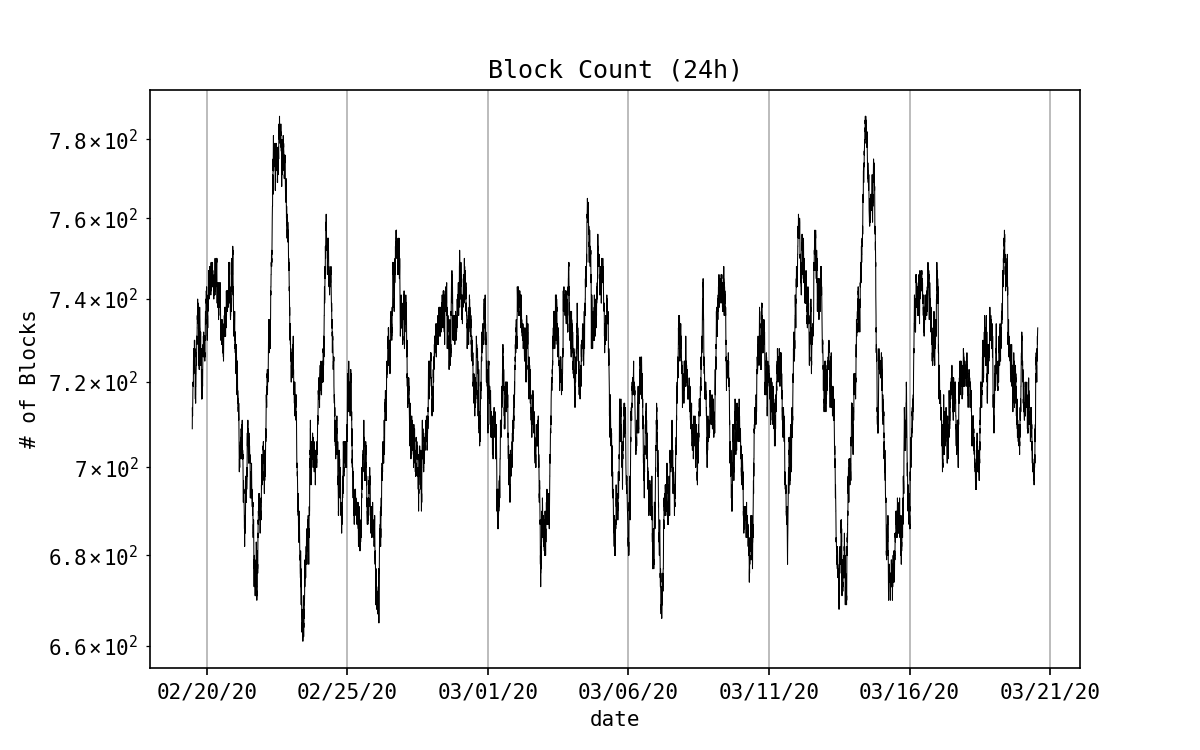 Block Count (24h)
# of Blocks
7.8×10²
7.6×10²
7.4×10²
7.2×10²
7×10²
6.8×10²
6.6×10²
02/20/20 02/25/20 03/01/20 03/06/20 03/11/20 03/16/20 03/21/20
date